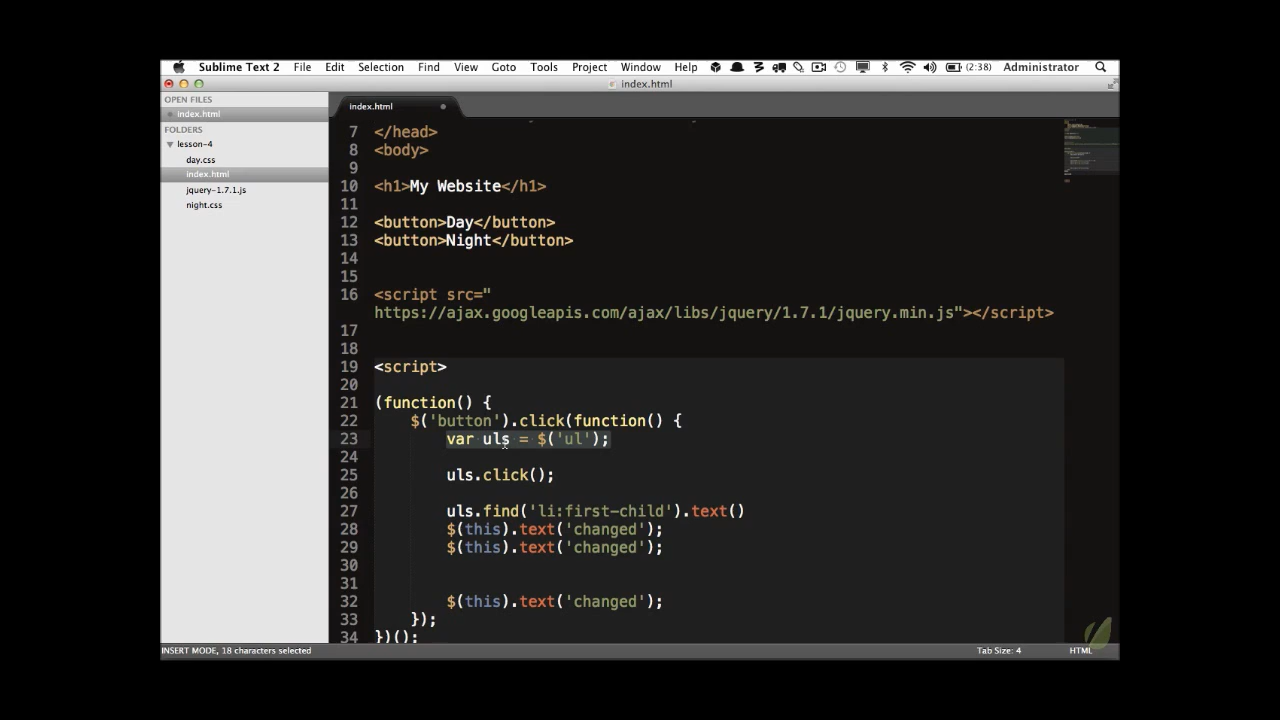 Sublime Text 2 File Edit Selection Find View Goto Tools Project Window Help (2:38) Administrator
index.html
OPEN FILES
index.html
FOLDERS
lesson-4
day.css
index.html
jquery-1.7.1.js
night.css
index.html
7 </head>
8 <body>
9
10 <h1>My Website</h1>
11
12 <button>Day</button>
13 <button>Night</button>
14
15
16 <script src="
https://ajax.googleapis.com/ajax/libs/jquery/1.7.1/jquery.min.js"></script>
17
18
19 <script>
20
21 (function() {
22 $('button').click(function() {
23 var uls = $('ul');
24
25 uls.click();
26
27 uls.find('li:first-child').text()
28 $(this).text('changed');
29 $(this).text('changed');
30
31
32 $(this).text('changed');
33 });
34 })();
INSERT MODE, 18 characters selected
Tab Size: 4
HTML